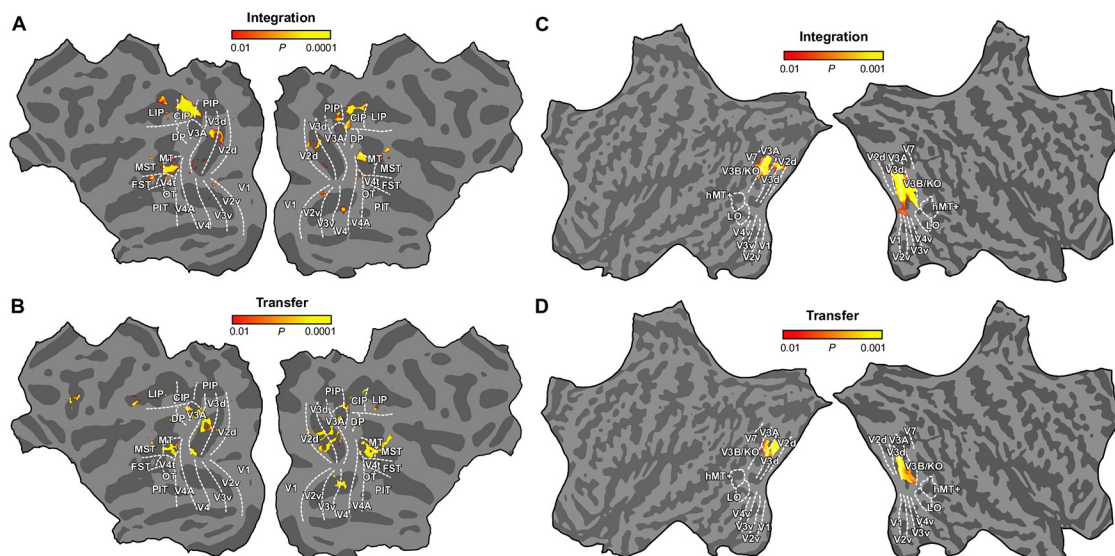 A
Integration
0.01 P 0.0001
LIP
CIP
PIP
V3d
DP
V3A
V2d
MT
MST
FST
V4t
OT
PIT
V4A
V4
V3v
V2v
V1
PIP
CIP
LIP
V3d
V3A
DP
V2d
MT
MST
V4t
FST
OT
PIT
V1
V2v
V3v
V4
V4A
B
Transfer
0.01 P 0.0001
LIP
CIP
PIP
V3d
DP
V3A
V2d
MT
MST
FST
V4t
OT
PIT
V4A
V4
V3v
V2v
V1
PIP
CIP
LIP
V3d
V3A
DP
V2d
MT
MST
V4t
FST
OT
PIT
V1
V2v
V3v
V4
V4A
C
Integration
0.01 P 0.001
V3A
V7
V2d
V3B/KO
V3d
hMT+
LO
V4v
V3v
V1
V2v
V7
V2d
V3A
V3d
V3B/KO
hMT+
LO
V1
V4v
V3v
V2v
D
Transfer
0.01 P 0.001
V3A
V7
V2d
V3B/KO
V3d
hMT+
LO
V4v
V3v
V1
V2v
V7
V2d
V3A
V3d
V3B/KO
hMT+
LO
V1
V4v
V3v
V2v